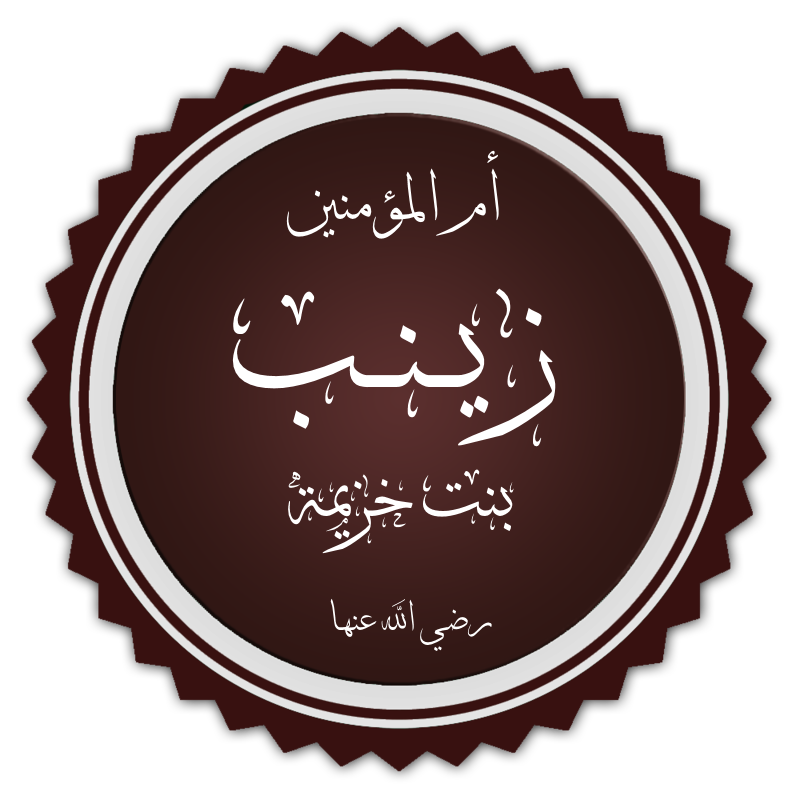 أم المؤمنين
زينب
بنت خزيمة
رضي الله عنها